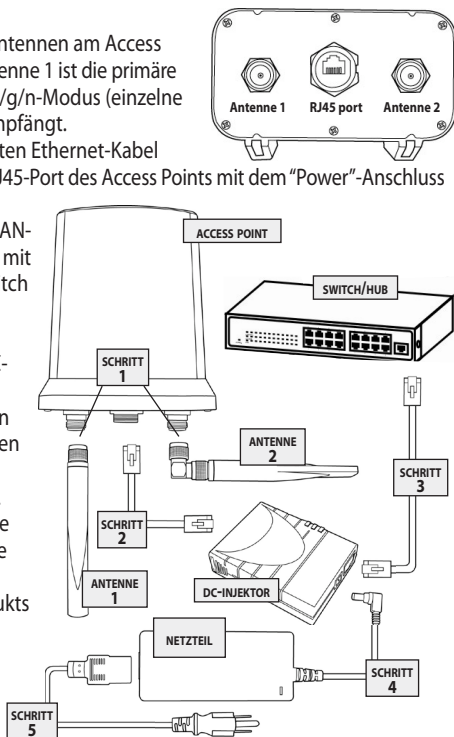 ntennen am Access
enne 1 ist die primäre
/g/n-Modus (einzelne
npfängt.
ten Ethernet-Kabel
J45-Port des Access Points mit dem “Power”-Anschluss
Antenne 1
RJ45 port
Antenne 2
AN-
mit
tch
-
n
en
e
e
ukts
ACCESS POINT
SWITCH/HUB
SCHRITT
1
ANTENNE
2
SCHRITT
3
SCHRITT
2
ANTENNE
1
DC-INJEKTOR
NETZTEIL
SCHRITT
4
SCHRITT
5